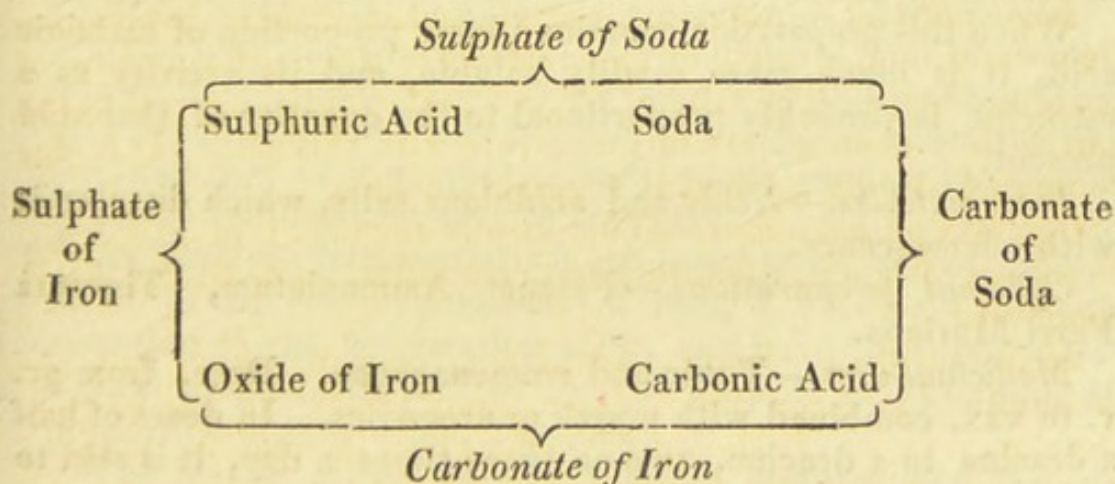 Sulphate of Soda
Sulphuric Acid Soda
Sulphate
of
Iron
Carbonate
of
Soda
Oxide of Iron Carbonic Acid
Carbonate of Iron